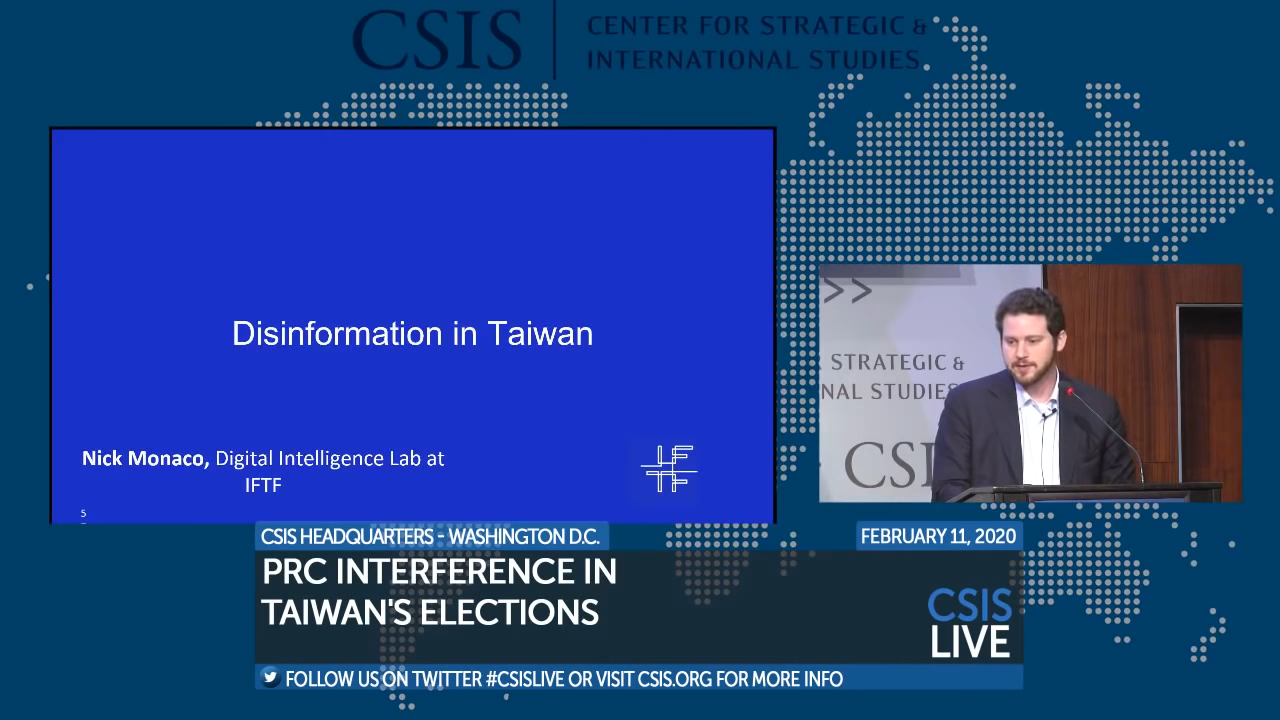 CSIS
CENTER FOR STRATEGIC &
INTERNATIONAL STUDIES
Disinformation in Taiwan
Nick Monaco, Digital Intelligence Lab at
IFTF
5
>>
STRATEGIC &
NAL STUDIES
CSI
CSIS HEADQUARTERS - WASHINGTON D.C.
FEBRUARY 11, 2020
PRC INTERFERENCE IN
TAIWAN'S ELECTIONS
CSIS
LIVE
FOLLOW US ON TWITTER #CSISLIVE OR VISIT CSIS.ORG FOR MORE INFO